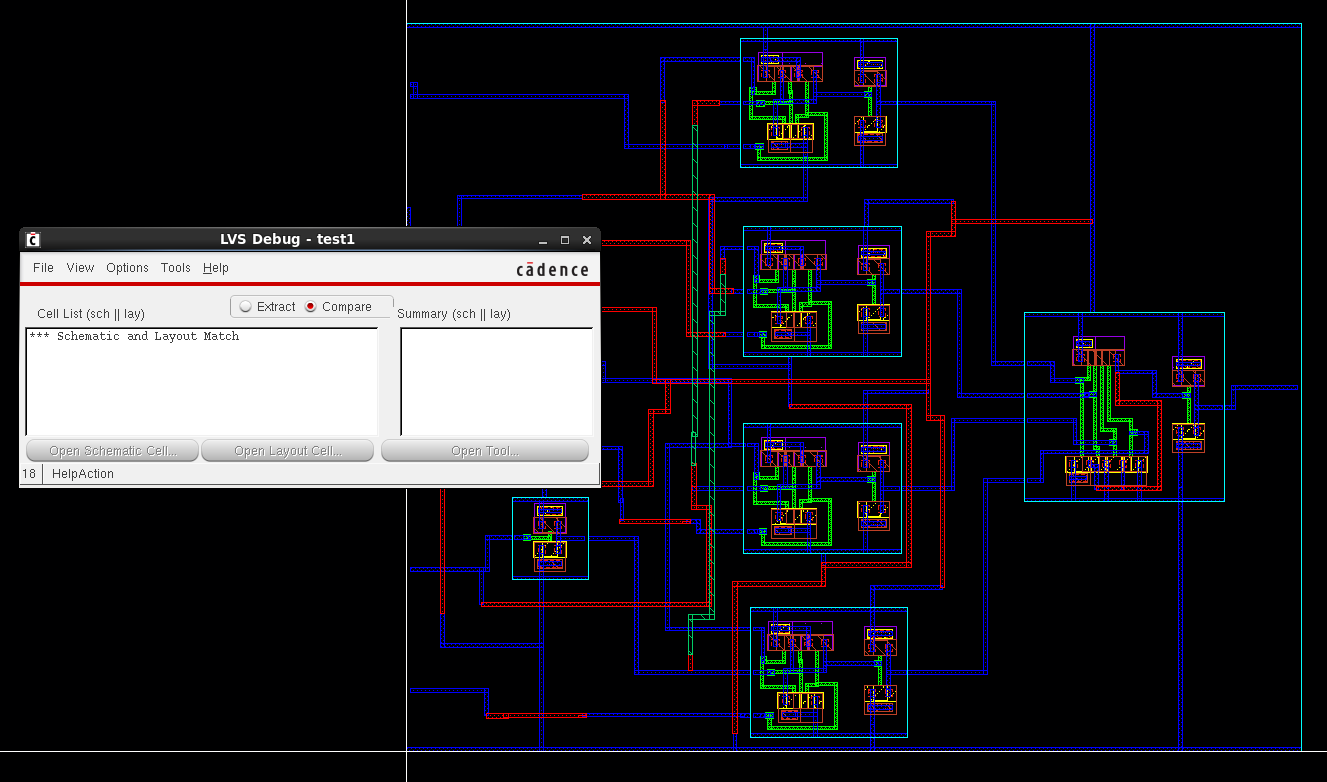 LVS Debug - test1
File View Options Tools Help
cādence
Extract Compare
Cell List (sch || lay)
Summary (sch || lay)
*** Schematic and Layout Match
Open Schematic Cell... Open Layout Cell... Open Tool...
18 HelpAction